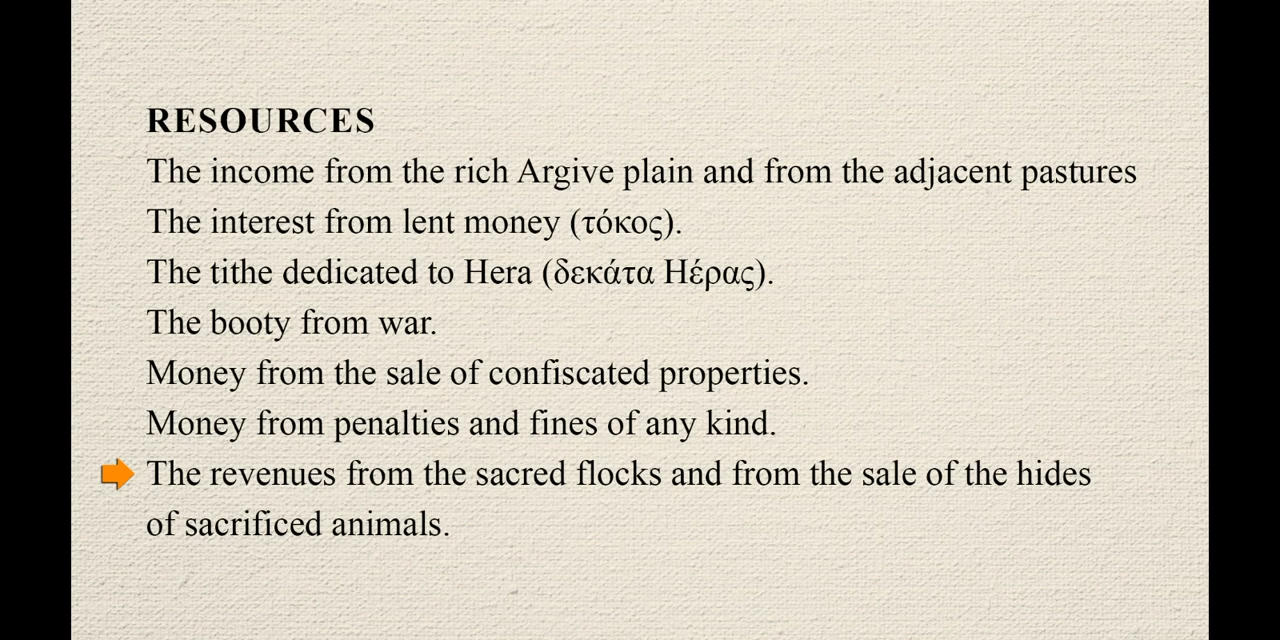 RESOURCES
The income from the rich Argive plain and from the adjacent pastures
The interest from lent money (τόκος).
The tithe dedicated to Hera (δεκάτα Ηέρας).
The booty from war.
Money from the sale of confiscated properties.
Money from penalties and fines of any kind.
The revenues from the sacred flocks and from the sale of the hides
of sacrificed animals.